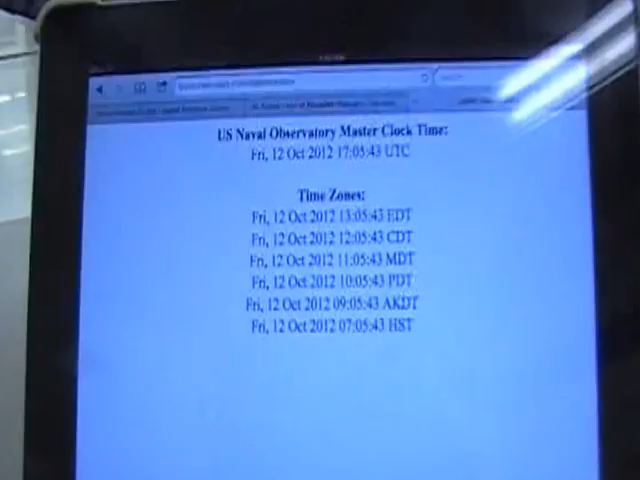 US Naval Observatory Master Clock Time:
Fri, 12 Oct 2012 17:05:43 UTC
Time Zones:
Fri, 12 Oct 2012 13:05:43 EDT
Fri, 12 Oct 2012 12:05:43 CDT
Fri, 12 Oct 2012 11:05:43 MDT
Fri, 12 Oct 2012 10:05:43 PDT
Fri, 12 Oct 2012 09:05:43 AKDT
Fri, 12 Oct 2012 07:05:43 HST